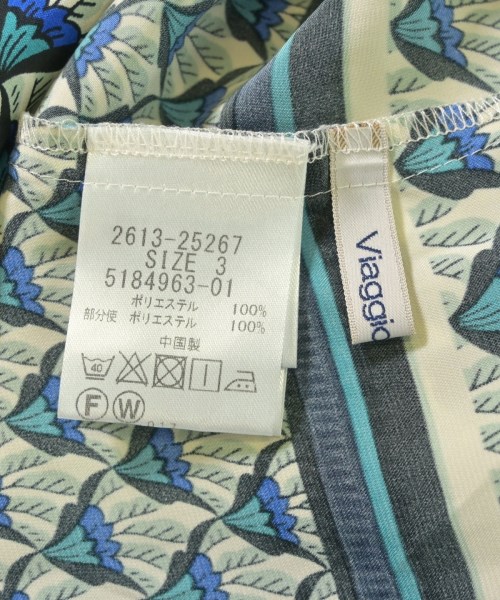 2613-25267
SIZE 3
5184963-01
ポリエステル 100%
部分使 ポリエステル 100%
中国製
40
F W
Viaggio